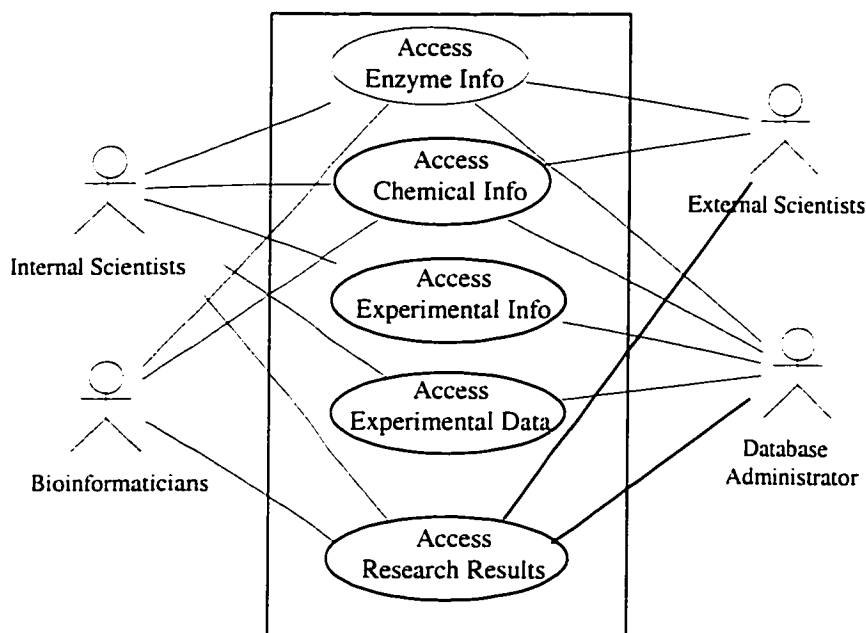 Access
Enzyme Info
Access
Chemical Info
External Scientists
Internal Scientists
Access
Experimental Info
Access
Experimental Data
Bioinformaticians
Database
Administrator
Access
Research Results